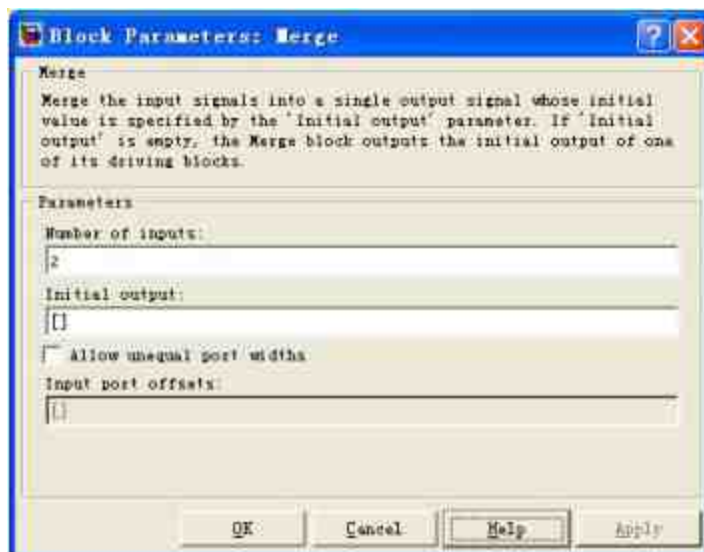 Block Parameters: Merge
Merge
Merge the input signals into a single output signal whose initial
value is specified by the 'Initial output' parameter. If 'Initial
output' is empty, the Merge block outputs the initial output of one
of its driving blocks.
Parameters
Number of inputs:
2
Initial output:
[]
Allow unequal port widths
Input port offsets:
[]
OK Cancel Help Apply